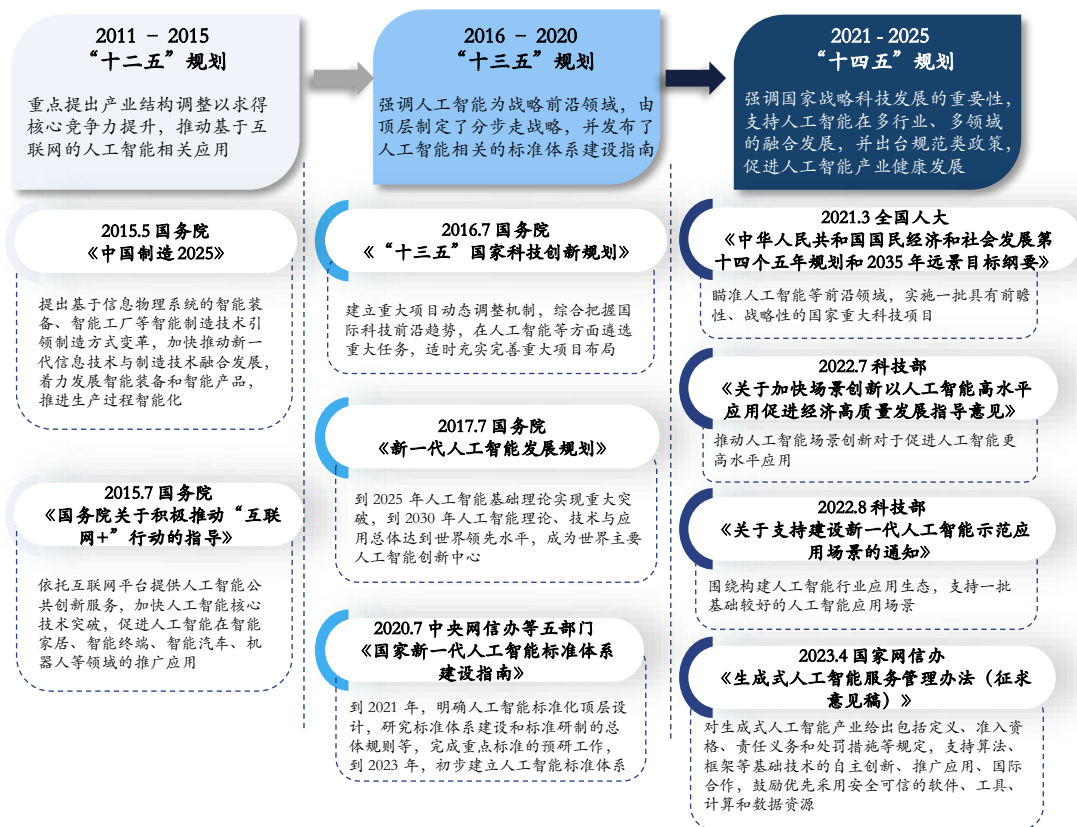 2011 – 2015
“十二五”规划
重点提出产业结构调整以求得
核心竞争力提升，推动基于互
联网的人工智能相关应用
2015.5 国务院
《中国制造 2025》
提出基于信息物理系统的智能装
备、智能工厂等智能制造技术引
领制造方式变革，加快推动新一
代信息技术与制造技术融合发展，
着力发展智能装备和智能产品，
推进生产过程智能化
2015.7 国务院
《国务院关于积极推动“互联
网+”行动的指导》
依托互联网平台提供人工智能公
共创新服务，加快人工智能核心
技术突破，促进人工智能在智能
家居、智能终端、智能汽车、机
器人等领域的推广应用
2016 – 2020
“十三五”规划
强调人工智能为战略前沿领域，由
顶层制定了分步走战略，并发布了
人工智能相关的标准体系建设指南
2016.7 国务院
《“十三五”国家科技创新规划》
建立重大项目动态调整机制，综合把握国
际科技前沿趋势，在人工智能等方面遴选
重大任务，适时充实完善重大项目布局
2017.7 国务院
《新一代人工智能发展规划》
到 2025 年人工智能基础理论实现重大突
破，到 2030 年人工智能理论、技术与应
用总体达到世界领先水平，成为世界主要
人工智能创新中心
2020.7 中央网信办等五部门
《国家新一代人工智能标准体系
建设指南》
到 2021 年，明确人工智能标准化顶层设
计，研究标准体系建设和标准研制的总
体规则等，完成重点标准的预研工作，
到 2023 年，初步建立人工智能标准体系
2021 - 2025
“十四五”规划
强调国家战略科技发展的重要性，
支持人工智能在多行业、多领域
的融合发展，并出台规范类政策，
促进人工智能产业健康发展
2021.3 全国人大
《中华人民共和国国民经济和社会发展第
十四个五年规划和 2035 年远景目标纲要》
瞄准人工智能等前沿领域，实施一批具有前瞻
性、战略性的国家重大科技项目
2022.7 科技部
《关于加快场景创新以人工智能高水平
应用促进经济高质量发展指导意见》
推动人工智能场景创新对于促进人工智能更
高水平应用
2022.8 科技部
《关于支持建设新一代人工智能示范应
用场景的通知》
围绕构建人工智能行业应用生态，支持一批
基础较好的人工智能应用场景
2023.4 国家网信办
《生成式人工智能服务管理办法（征求
意见稿）》
对生成式人工智能产业给出包括定义、准入资
格、责任义务和处罚措施等规定，支持算法、
框架等基础技术的自主创新、推广应用、国际
合作，鼓励优先采用安全可信的软件、工具、
计算和数据资源